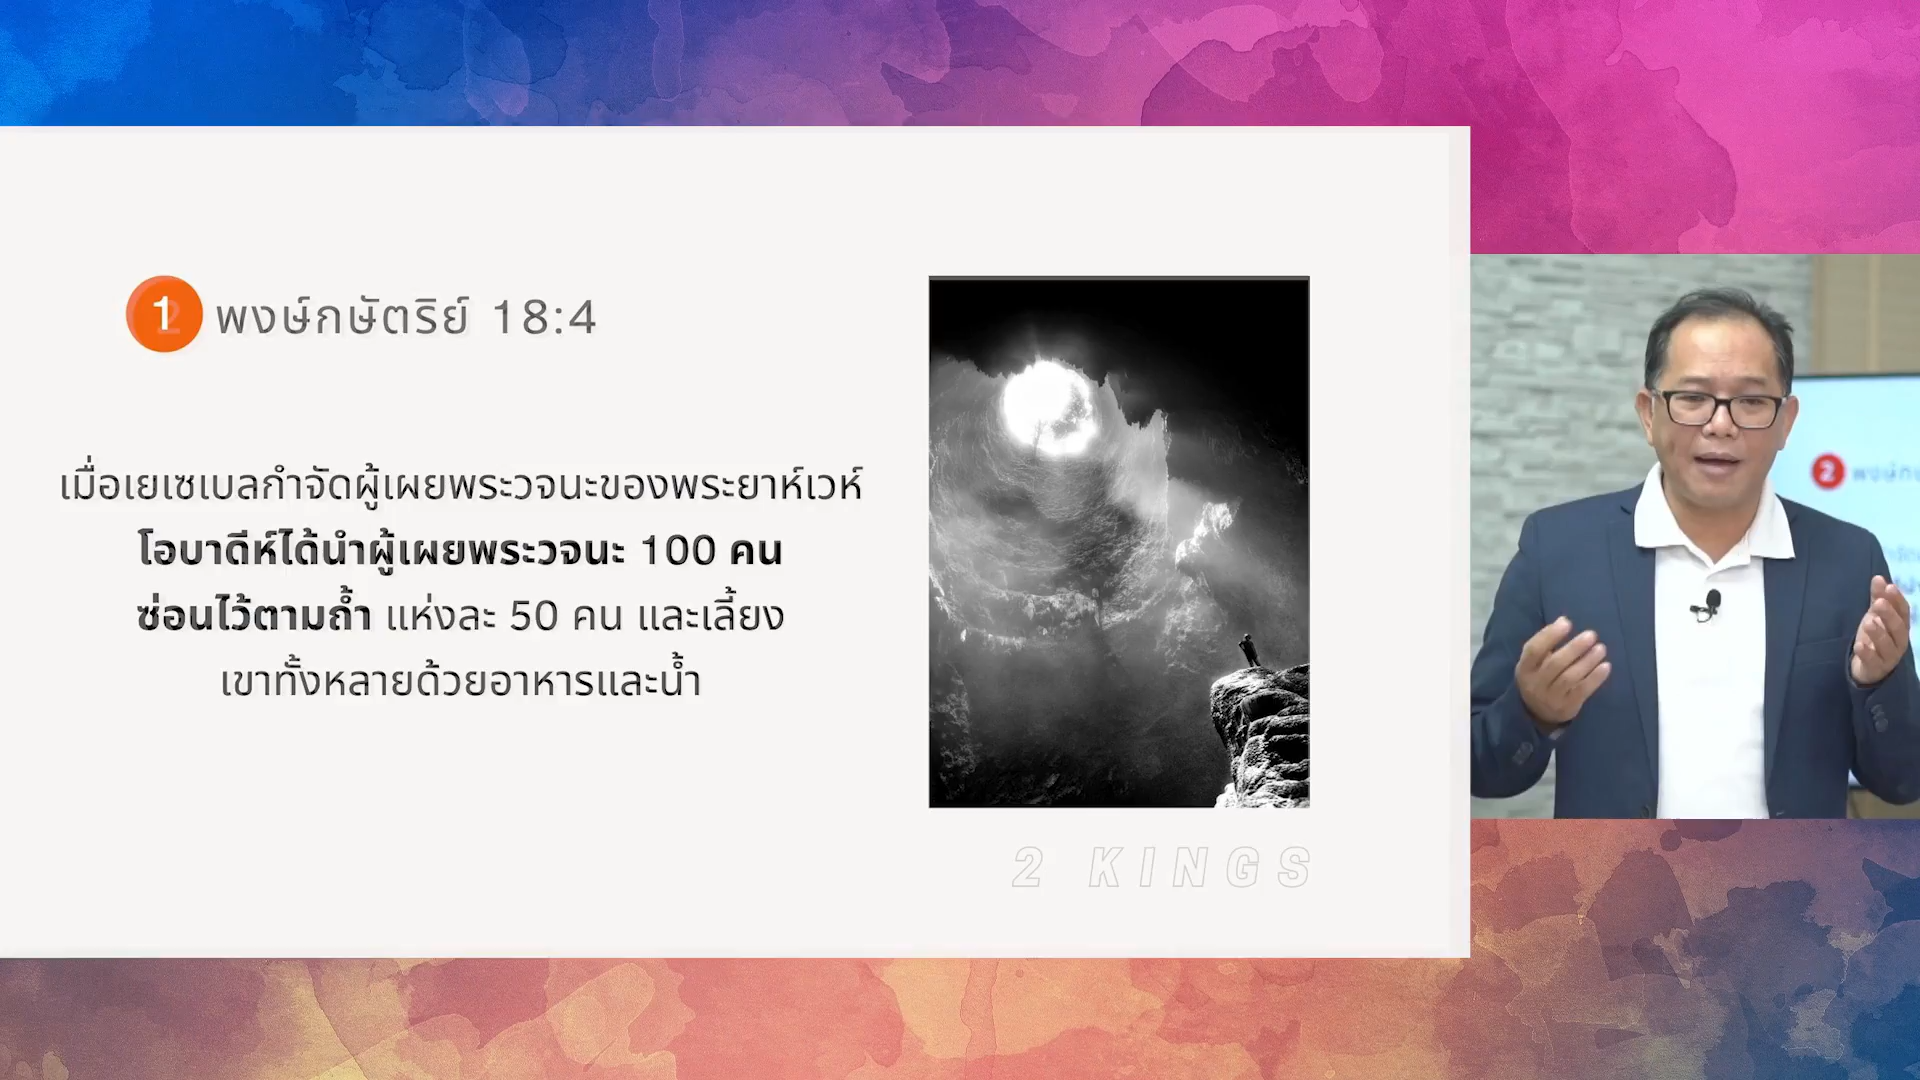 1 พงษ์กษัตริย์ 18:4
เมื่อเยเซเบลกำจัดผู้เผยพระวจนะของพระยาห์เวห์
โอบาดีห์ได้นำผู้เผยพระวจนะ 100 คน
ซ่อนไว้ตามถ้ำ แห่งละ 50 คน และเลี้ยง
เขาทั้งหลายด้วยอาหารและน้ำ
2 KINGS
2